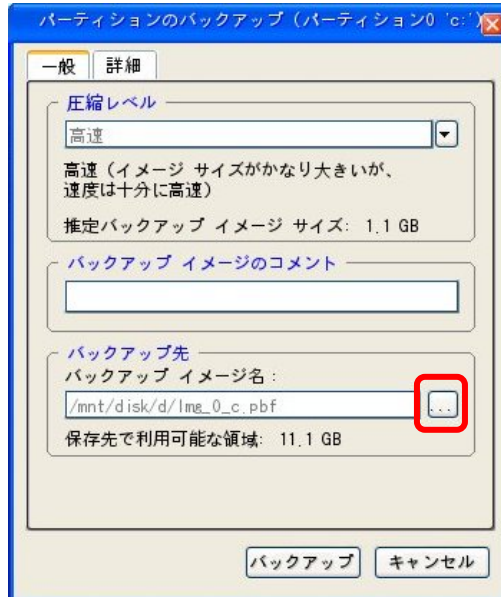 パーティションのバックアップ (パーティション0 'c:')
一般
詳細
圧縮レベル
高速
高速(イメージ サイズがかなり大きいが、
速度は十分に高速)
推定バックアップ イメージ サイズ: 1.1 GB
バックアップ イメージのコメント
バックアップ先
バックアップ イメージ名:
/mnt/disk/d/Img_0_c.pbf
...
保存先で利用可能な領域: 11.1 GB
バックアップ
キャンセル